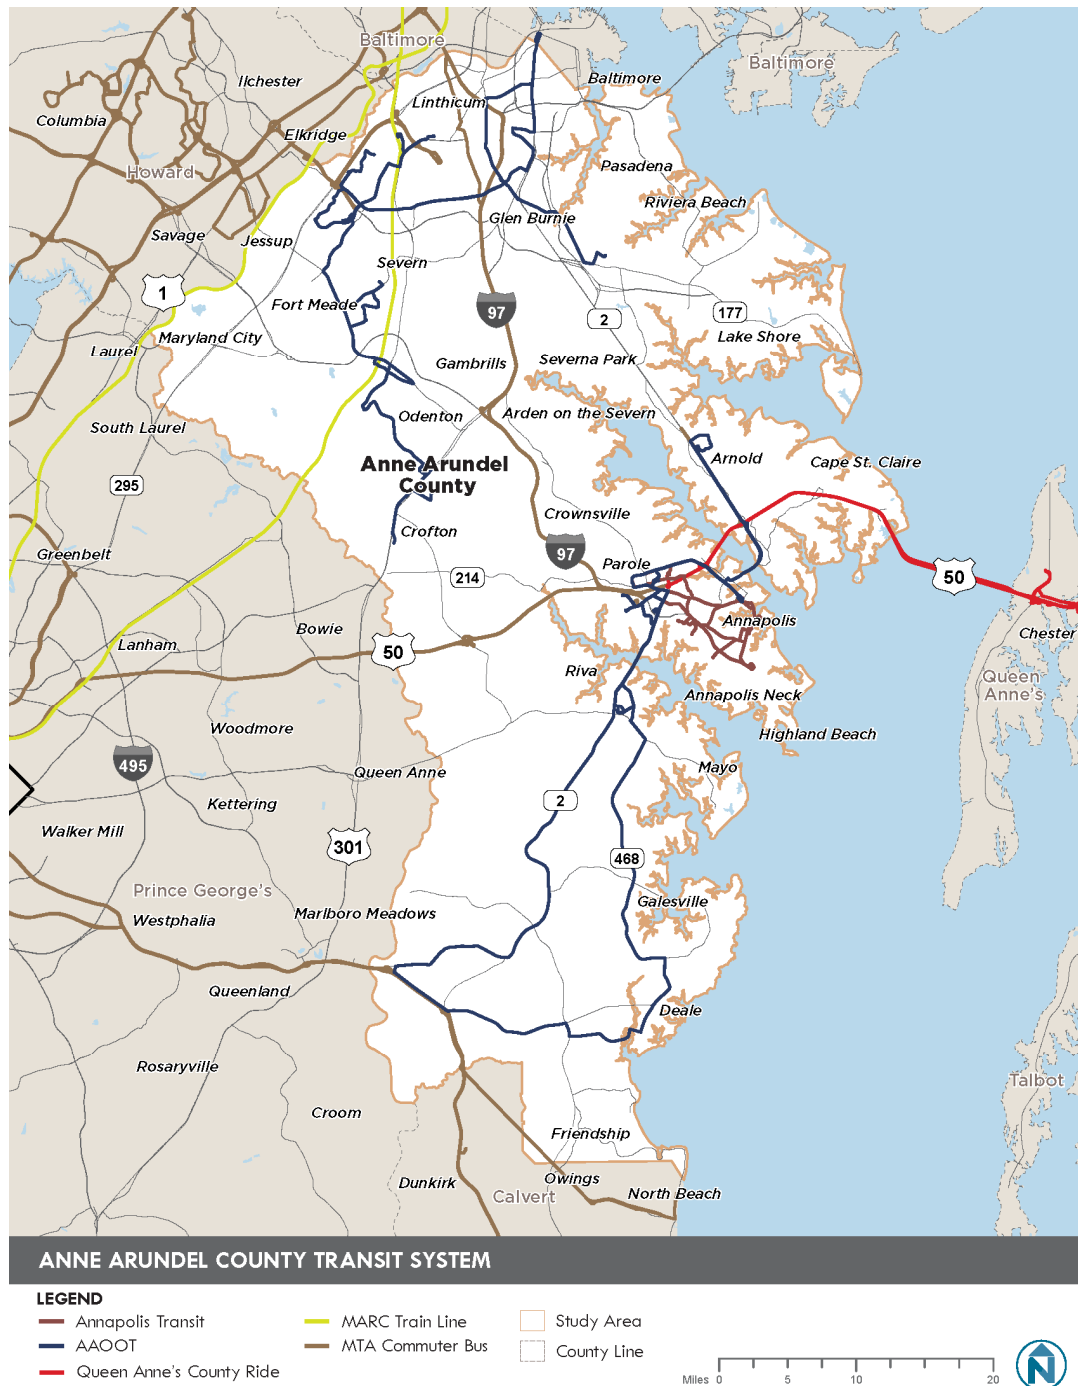 Baltimore
Baltimore
Ilchester
Baltimore
Linthicum
Columbia
Elkridge
Howard
Pasadena
Riviera Beach
Glen Burnie
Savage
Jessup
Severn
1
Fort Meade
97
2
177
Maryland City
Lake Shore
Laurel
Gambrills
Severna Park
Odenton
Arden on the Severn
South Laurel
Arnold
Cape St. Claire
Anne Arundel
County
295
Crownsville
Crofton
Greenbelt
97
Parole
214
50
Annapolis
Bowie
Chester
Lanham
50
Riva
Queen
Anne's
Annapolis Neck
Woodmore
Highland Beach
495
Queen Anne
Mayo
Kettering
2
Walker Mill
301
468
Prince George's
Galesville
Marlboro Meadows
Westphalia
Queenland
Deale
Rosaryville
Talbot
Croom
Friendship
Dunkirk
Owings
Calvert
North Beach
ANNE ARUNDEL COUNTY TRANSIT SYSTEM
LEGEND
Annapolis Transit
AAOOT
Queen Anne's County Ride
MARC Train Line
MTA Commuter Bus
Study Area
County Line
Miles 0 5 10 20
N